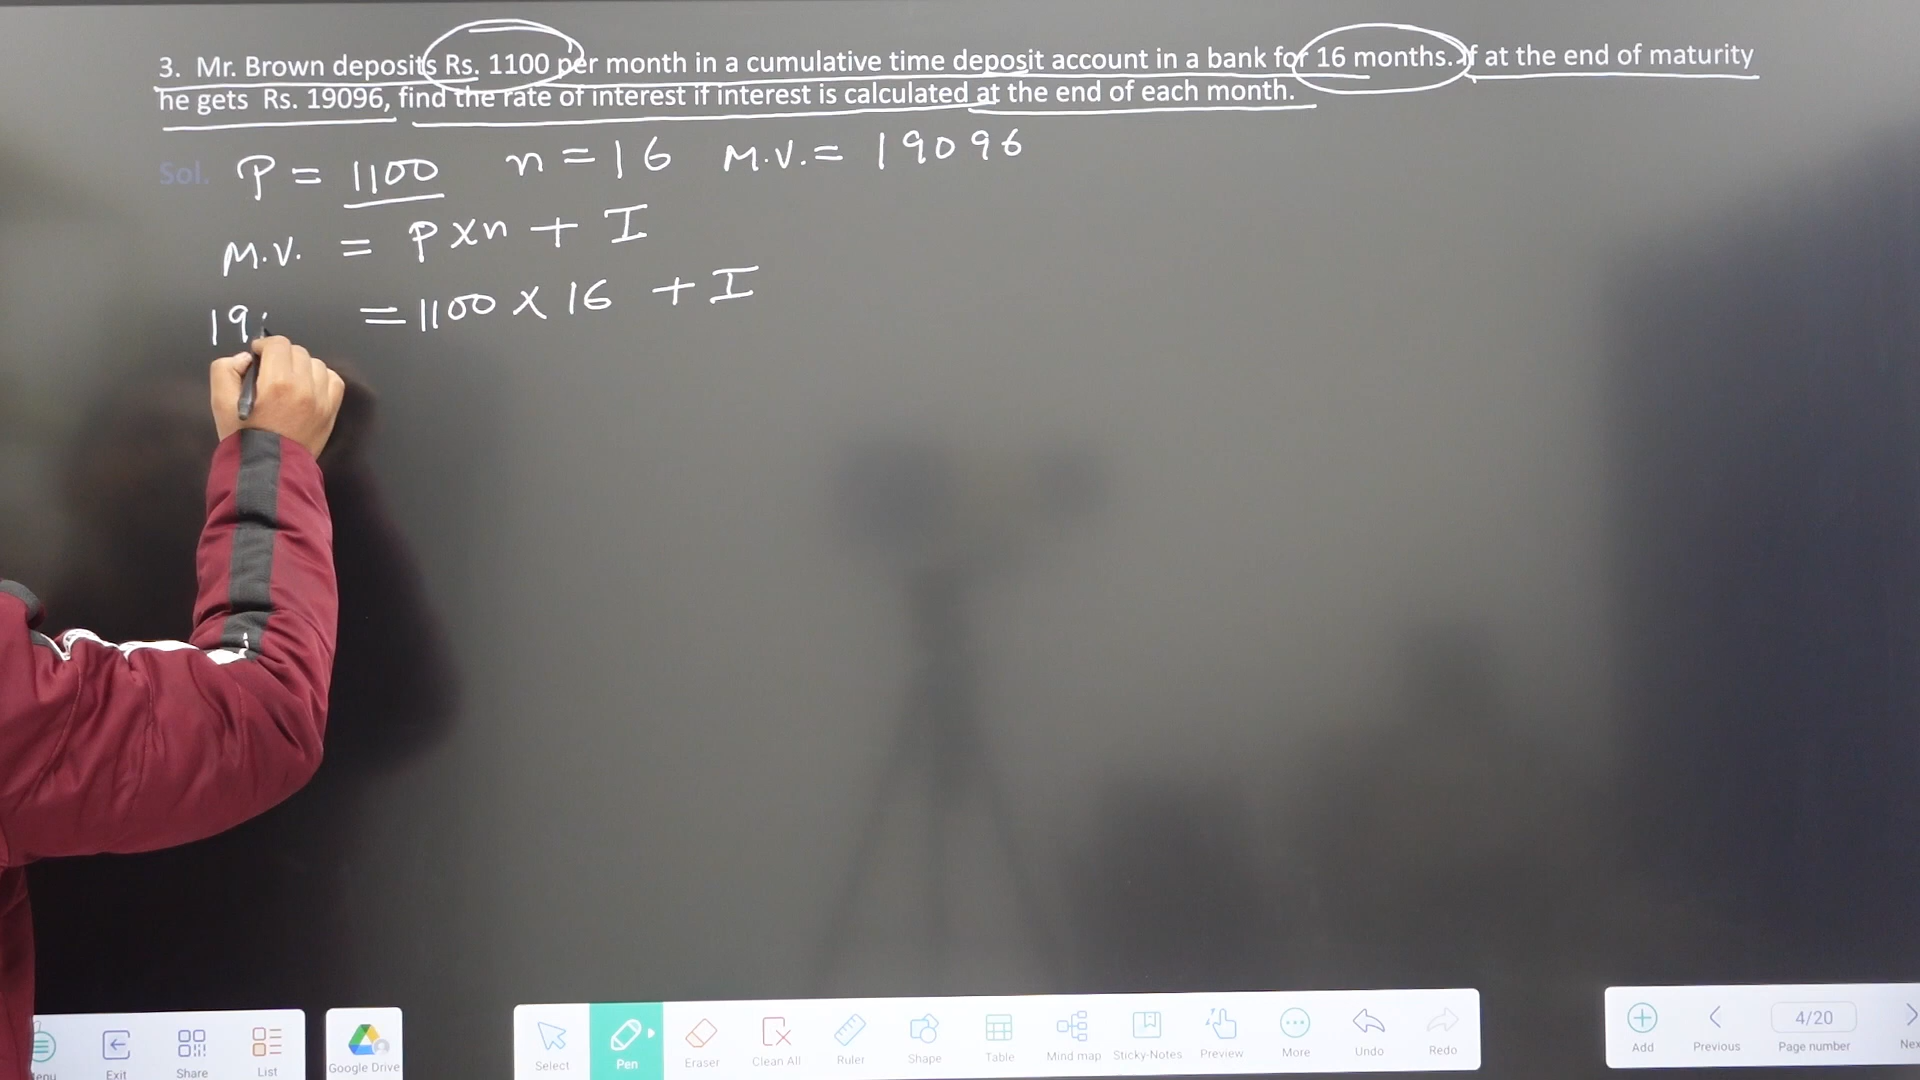 3. Mr. Brown deposits Rs. 1100 per month in a cumulative time deposit account in a bank for 16 months. If at the end of maturity
he gets Rs. 19096, find the rate of interest if interest is calculated at the end of each month.
Sol. P = 1100 n = 16 M.V. = 19096
M.V. = P × n + I
19 = 1100 × 16 + I
Exit Share List Google Drive Select Pen Eraser Clean All Ruler Shape Table Mind map Sticky-Notes Preview More Undo Redo Add Previous 4/20 Page number